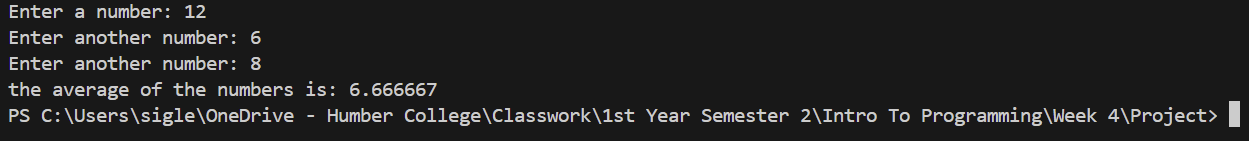 Enter a number: 12
Enter another number: 6
Enter another number: 8
the average of the numbers is: 6.666667
PS C:\Users\sigle\OneDrive - Humber College\Classwork\1st Year Semester 2\Intro To Programming\Week 4\Project>